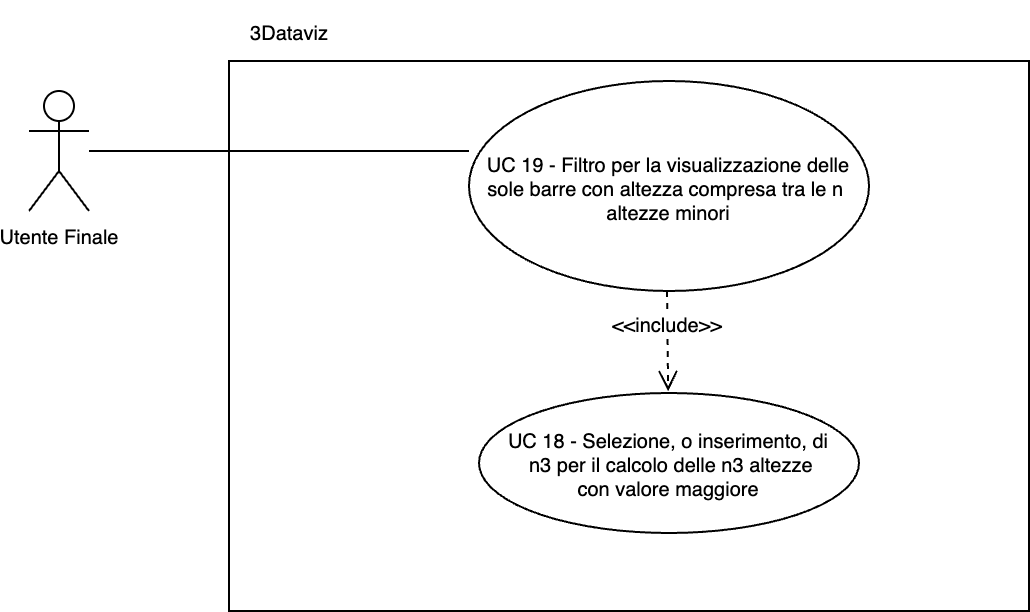 3Dataviz
UC 19 - Filtro per la visualizzazione delle
sole barre con altezza compresa tra le n
altezze minori
Utente Finale
<<include>>
UC 18 - Selezione, o inserimento, di
n3 per il calcolo delle n3 altezze
con valore maggiore